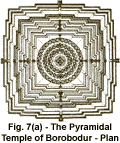 Fig. 7(a) - The Pyramidal
Temple of Borobodur - Plan